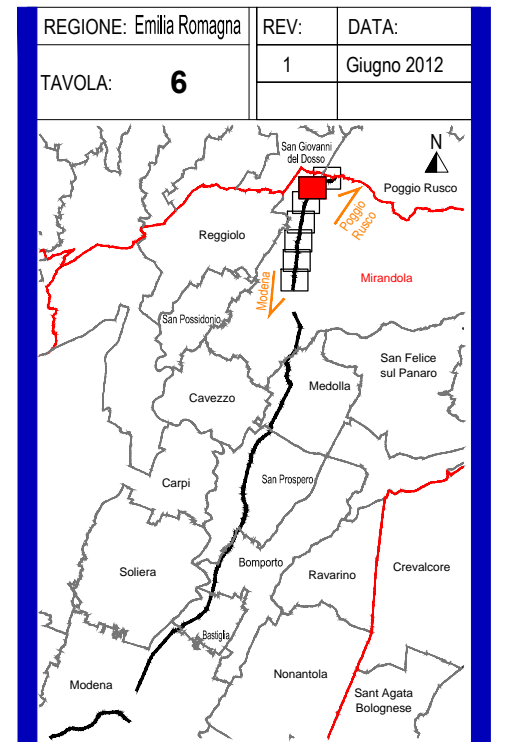 REGIONE: Emilia Romagna
REV:
DATA:
TAVOLA: 6
1
Giugno 2012
San Giovanni
del Dosso
N
Poggio Rusco
Poggio
Rusco
Reggiolo
Mirandola
Modena
San Possidonio
San Felice
sul Panaro
Medolla
Cavezzo
Carpi
San Prospero
Bomporto
Soliera
Ravarino
Crevalcore
Bastiglia
Nonantola
Modena
Sant Agata
Bolognese